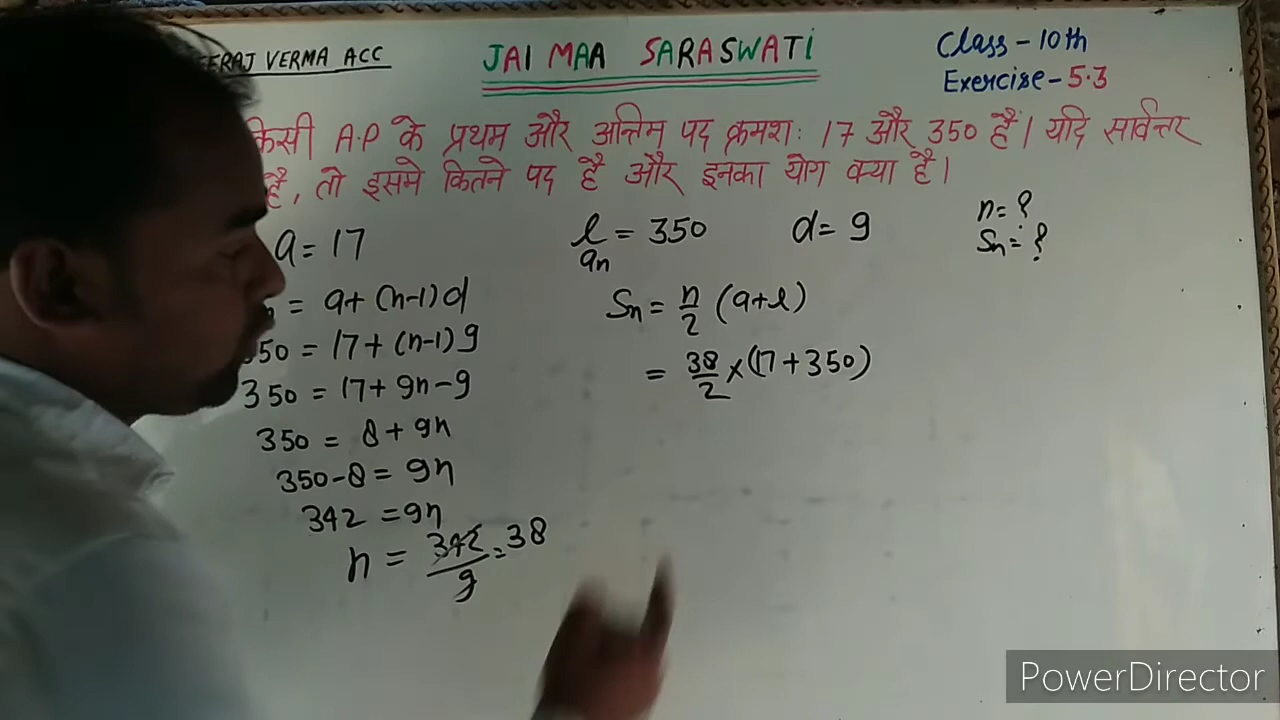 ERAJ VERMA ACC
JAI MAA SARASWATI
Class - 10th
Exercise - 5.3
किसी A.P के प्रथम और अन्तिम पद क्रमशः 17 और 350 हैं। यदि सार्वत्तर
है, तो इसमे कितने पद है और इनका योग क्या है।
a = 17
l = 350
an
d = 9
n = ?
Sn = ?
= a + (n-1)d
50 = 17 + (n-1)9
350 = 17 + 9n - 9
350 = 8 + 9n
350 - 8 = 9n
342 = 9n
n = 342/9 = 38
Sn = n/2 (a+l)
= 38/2 × (17 + 350)
PowerDirector